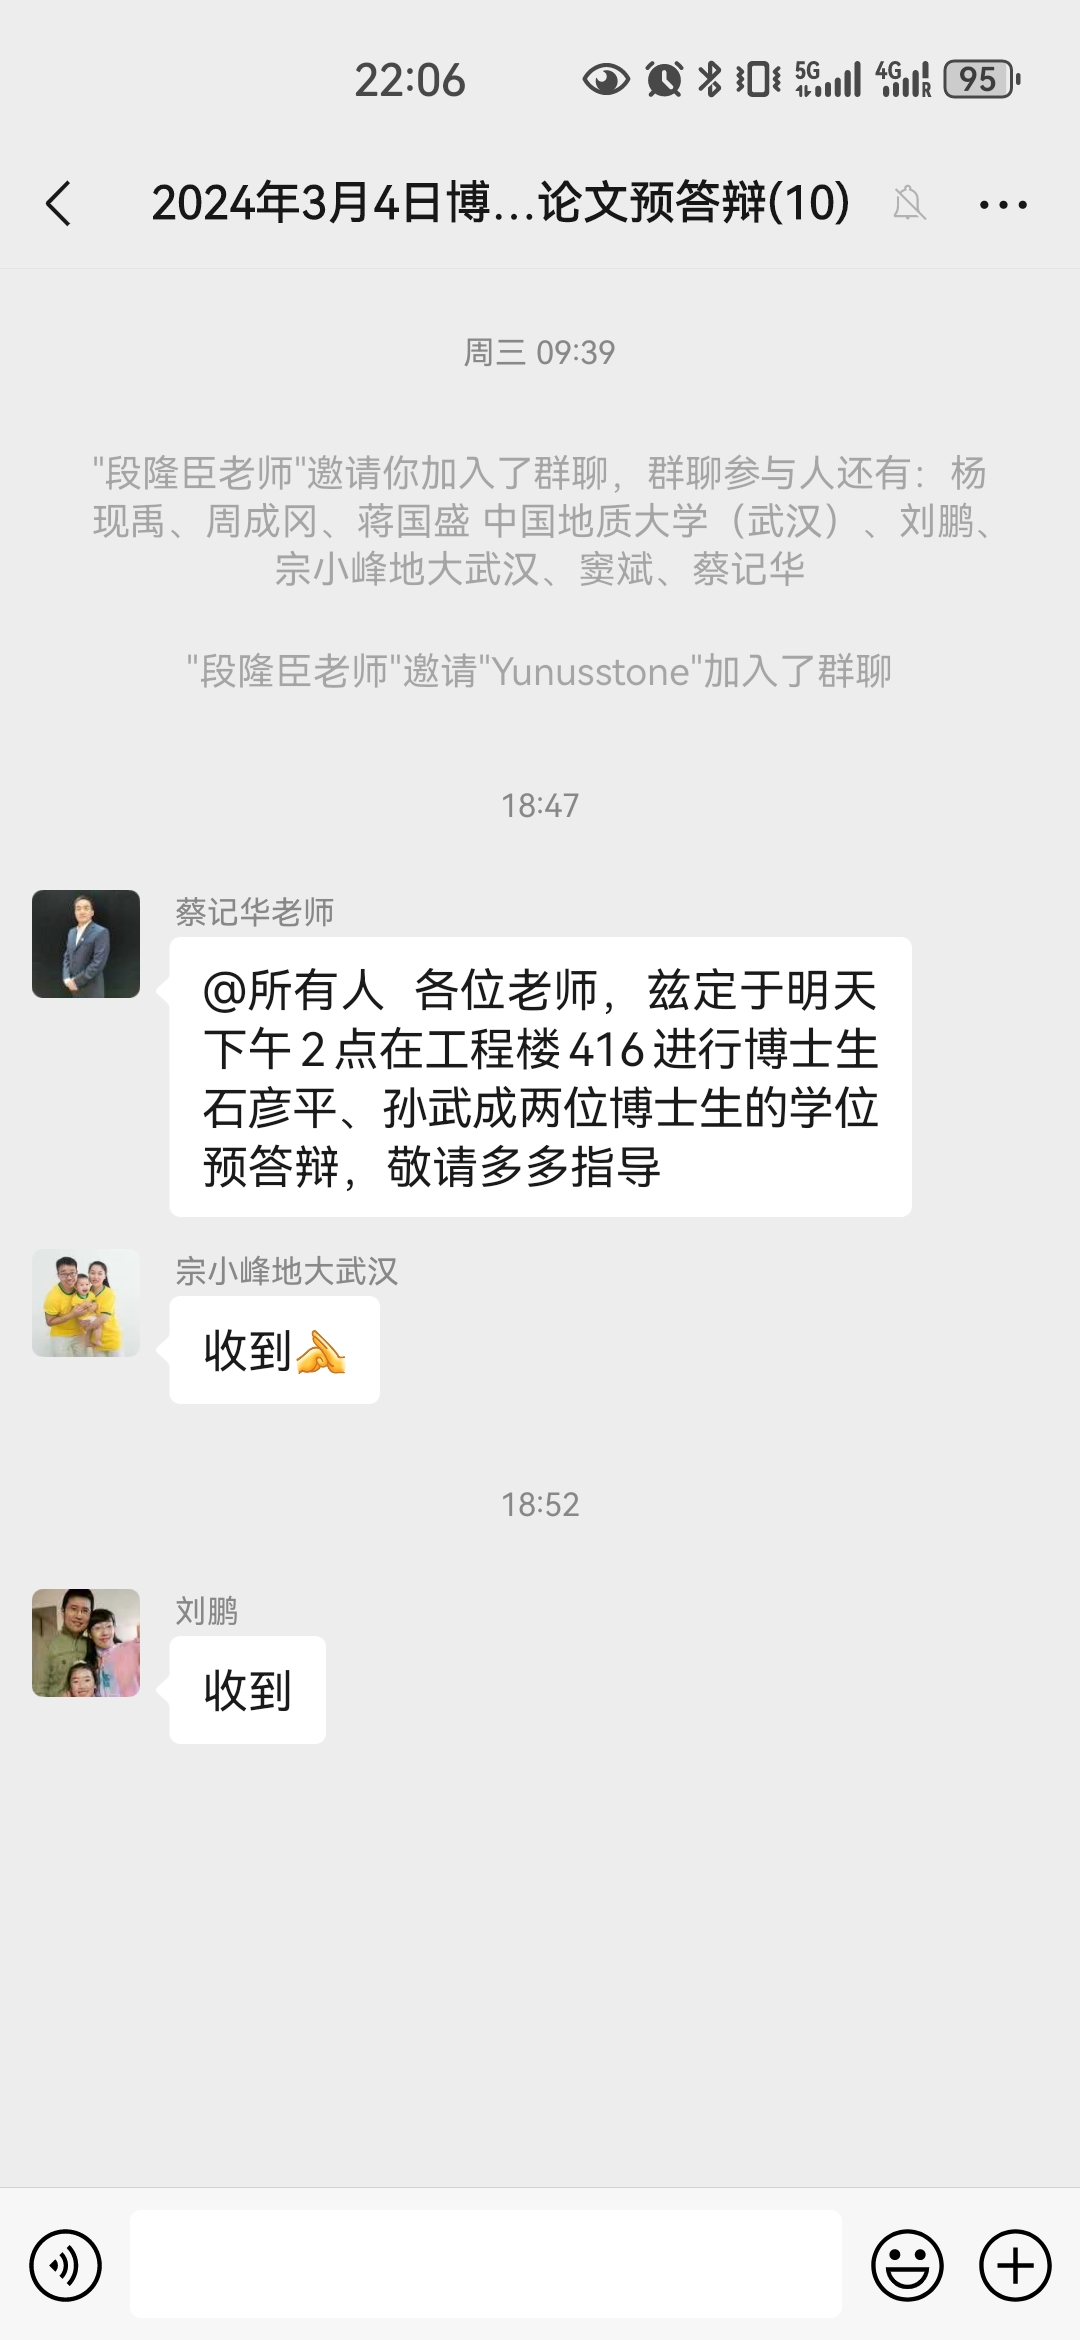 22:06
5G
4G
R
95
2024年3月4日博...论文预答辩(10)
周三 09:39
"段隆臣老师"邀请你加入了群聊，群聊参与人还有：杨
现禹、周成冈、蒋国盛 中国地质大学（武汉）、刘鹏、
宗小峰地大武汉、窦斌、蔡记华
"段隆臣老师"邀请"Yunusstone"加入了群聊
18:47
蔡记华老师
@所有人 各位老师，兹定于明天
下午2点在工程楼416进行博士生
石彦平、孙武成两位博士生的学位
预答辩，敬请多多指导
宗小峰地大武汉
收到
18:52
刘鹏
收到